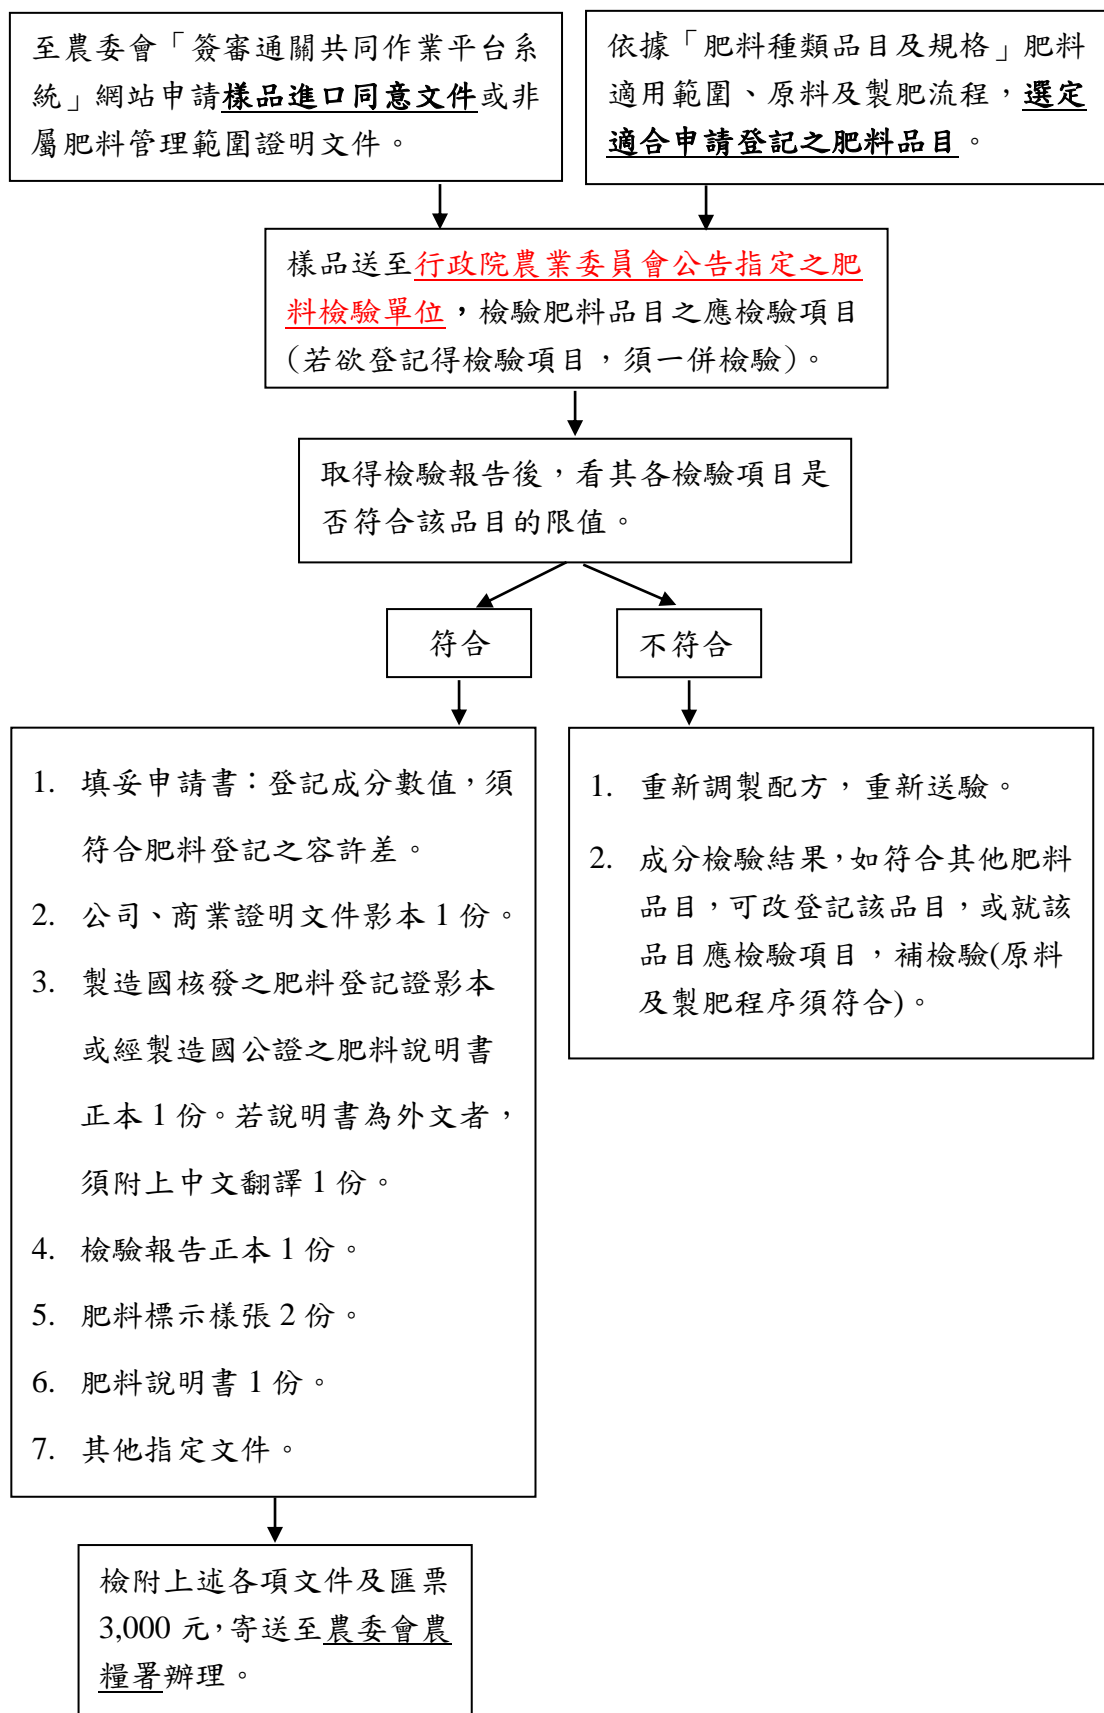 至農委會「簽審通關共同作業平台系
統」網站申請樣品進口同意文件或非
屬肥料管理範圍證明文件。
依據「肥料種類品目及規格」肥料
適用範圍、原料及製肥流程，選定
適合申請登記之肥料品目。
樣品送至行政院農業委員會公告指定之肥
料檢驗單位，檢驗肥料品目之應檢驗項目
(若欲登記得檢驗項目，須一併檢驗)。
取得檢驗報告後，看其各檢驗項目是
否符合該品目的限值。
符合
不符合
1. 填妥申請書：登記成分數值，須
符合肥料登記之容許差。
2. 公司、商業證明文件影本 1 份。
3. 製造國核發之肥料登記證影本
或經製造國公證之肥料說明書
正本 1 份。若說明書為外文者，
須附上中文翻譯 1 份。
4. 檢驗報告正本 1 份。
5. 肥料標示樣張 2 份。
6. 肥料說明書 1 份。
7. 其他指定文件。
1. 重新調製配方，重新送驗。
2. 成分檢驗結果，如符合其他肥料
品目，可改登記該品目，或就該
品目應檢驗項目，補檢驗(原料
及製肥程序須符合)。
檢附上述各項文件及匯票
3,000 元，寄送至農委會農
糧署辦理。